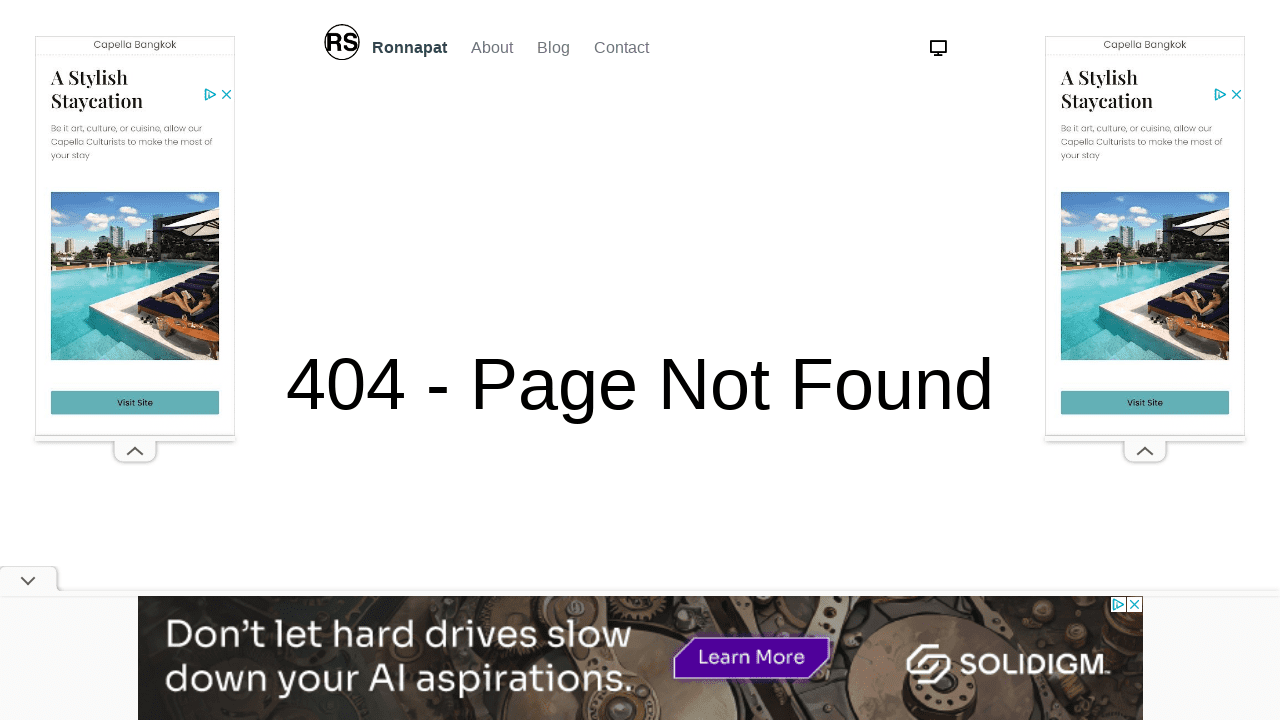 RS Ronnapat About Blog Contact
Capella Bangkok
A Stylish
Staycation
Be it art, culture, or cuisine, allow our
Capella Culturists to make the most of
your stay
Visit Site
404 - Page Not Found
Capella Bangkok
A Stylish
Staycation
Be it art, culture, or cuisine, allow our
Capella Culturists to make the most of
your stay
Visit Site
Don't let hard drives slow
down your AI aspirations.
Learn More
SOLIDIGM